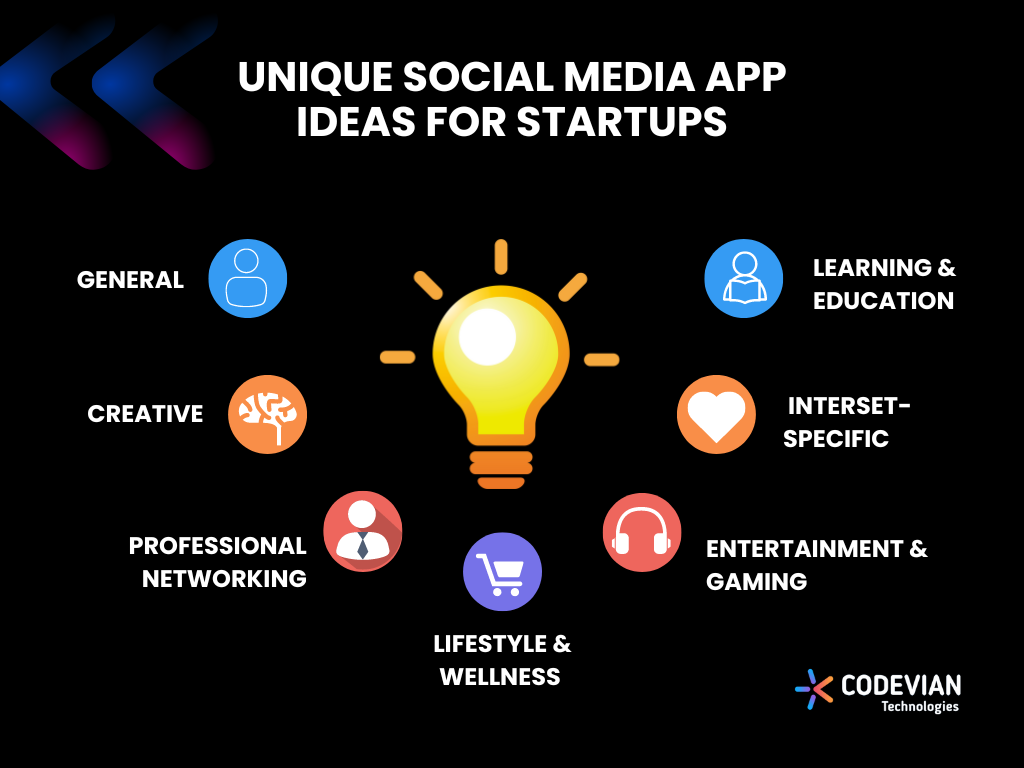 UNIQUE SOCIAL MEDIA APP
IDEAS FOR STARTUPS
GENERAL
LEARNING &
EDUCATION
CREATIVE
INTERSET-
SPECIFIC
PROFESSIONAL
NETWORKING
ENTERTAINMENT &
GAMING
LIFESTYLE &
WELLNESS
CODEVIAN
Technologies